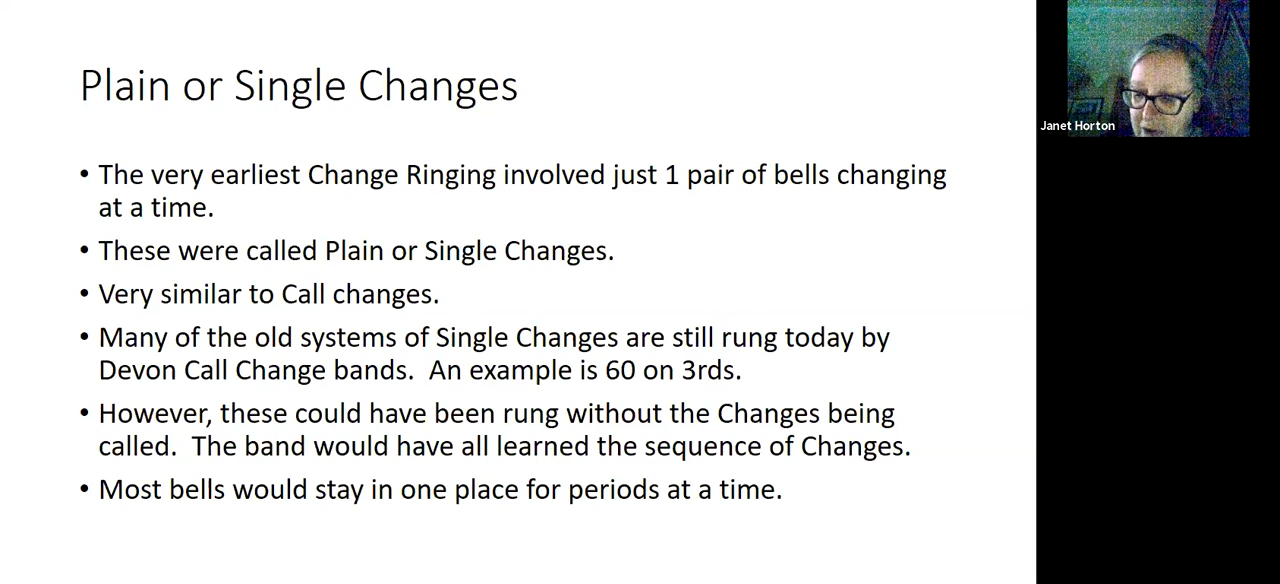 Plain or Single Changes
• The very earliest Change Ringing involved just 1 pair of bells changing
at a time.
• These were called Plain or Single Changes.
• Very similar to Call changes.
• Many of the old systems of Single Changes are still rung today by
Devon Call Change bands.  An example is 60 on 3rds.
• However, these could have been rung without the Changes being
called.  The band would have all learned the sequence of Changes.
• Most bells would stay in one place for periods at a time.
Janet Horton